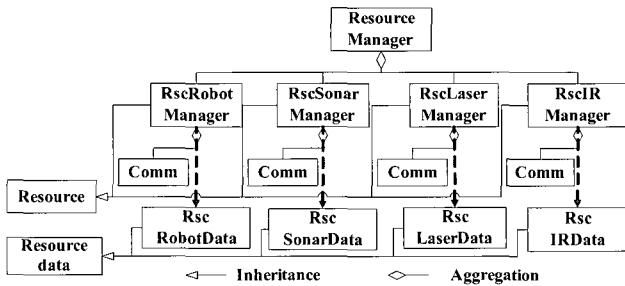 Resource
Manager
RscRobot
Manager
RscSonar
Manager
RscLaser
Manager
RscIR
Manager
Comm
Comm
Comm
Comm
Resource
Rsc
RobotData
Rsc
SonarData
Rsc
LaserData
Rsc
IRData
Resource
data
Inheritance
Aggregation